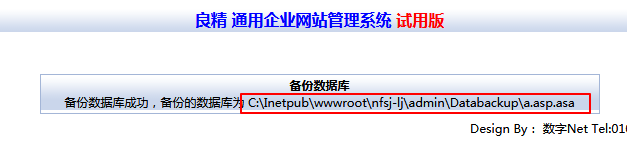 良精 通用企业网站管理系统 试用版
备份数据库
备份数据库成功，备份的数据库为 C:\Inetpub\wwwroot\nfsj-lj\admin\Databackup\a.asp.asa
Design By： 数字Net Tel:01